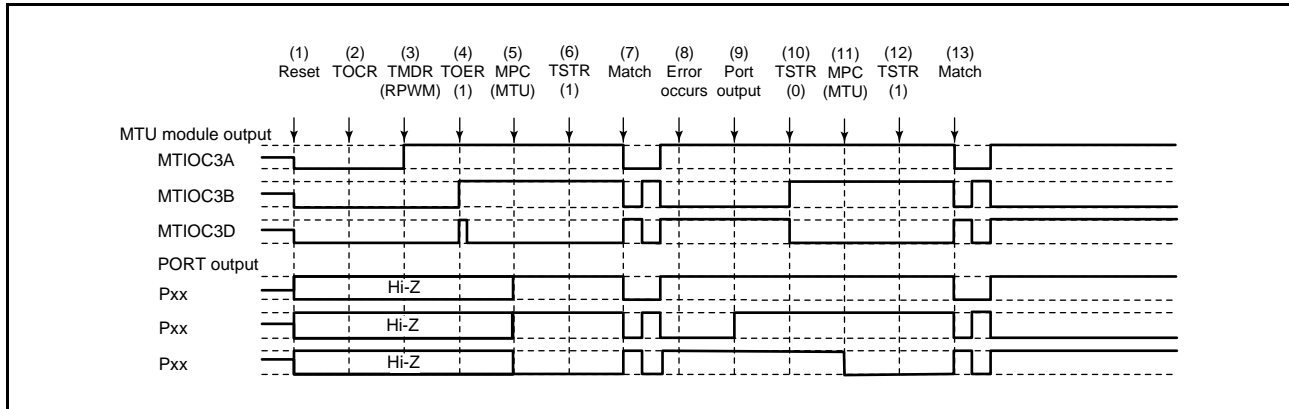 (1) (2) (3) (4) (5) (6) (7) (8) (9) (10) (11) (12) (13)
Reset TOCR TMDR TOER MPC TSTR Match Error Port TSTR MPC TSTR Match
(RPWM) (1) (MTU) (1) occurs output (0) (MTU) (1)
MTU module output
MTIOC3A
MTIOC3B
MTIOC3D
PORT output
Pxx Hi-Z
Pxx Hi-Z
Pxx Hi-Z